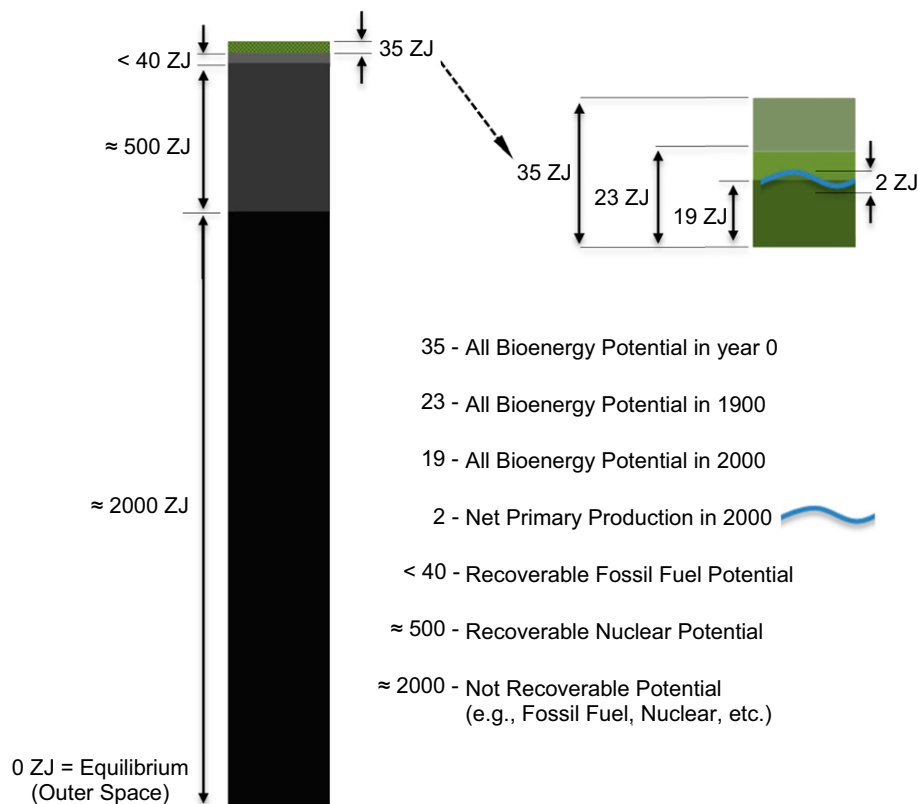 < 40 ZJ
35 ZJ
≈ 500 ZJ
≈ 2000 ZJ
0 ZJ = Equilibrium
(Outer Space)
35 ZJ
23 ZJ
19 ZJ
2 ZJ
35 - All Bioenergy Potential in year 0
23 - All Bioenergy Potential in 1900
19 - All Bioenergy Potential in 2000
2 - Net Primary Production in 2000
< 40 - Recoverable Fossil Fuel Potential
≈ 500 - Recoverable Nuclear Potential
≈ 2000 - Not Recoverable Potential
(e.g., Fossil Fuel, Nuclear, etc.)